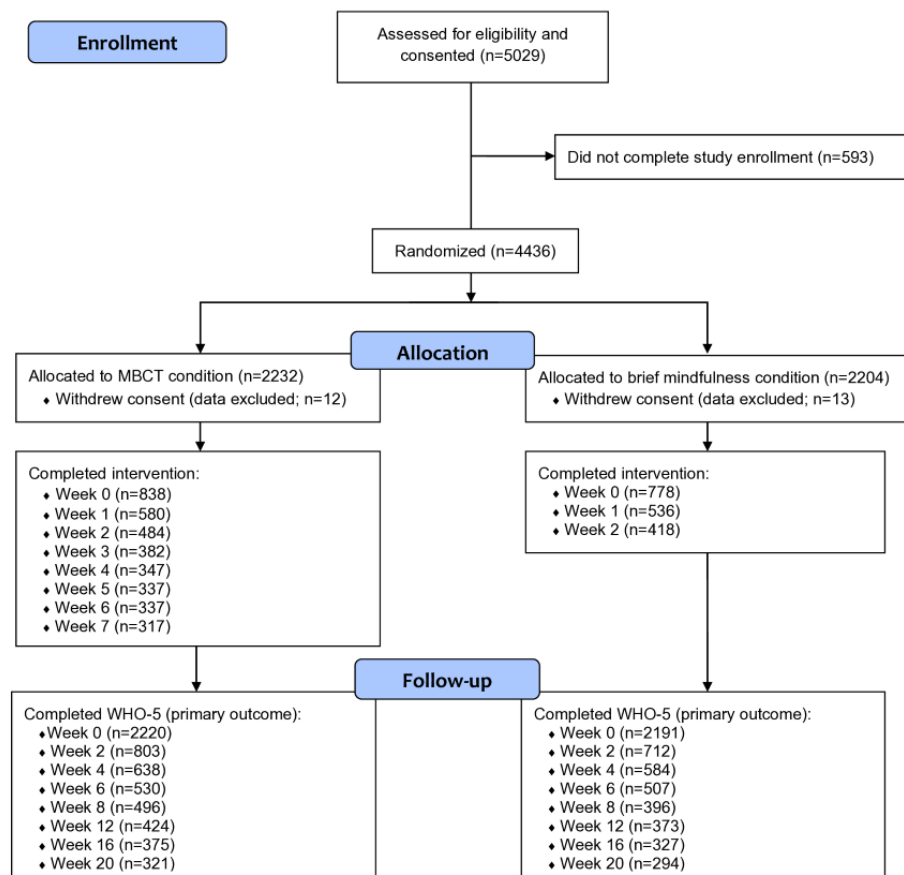 Enrollment
Assessed for eligibility and
consented (n=5029)
Did not complete study enrollment (n=593)
Randomized (n=4436)
Allocation
Allocated to MBCT condition (n=2232)
♦ Withdrew consent (data excluded; n=12)
Allocated to brief mindfulness condition (n=2204)
♦ Withdrew consent (data excluded; n=13)
Completed intervention:
♦ Week 0 (n=838)
♦ Week 1 (n=580)
♦ Week 2 (n=484)
♦ Week 3 (n=382)
♦ Week 4 (n=347)
♦ Week 5 (n=337)
♦ Week 6 (n=337)
♦ Week 7 (n=317)
Completed intervention:
♦ Week 0 (n=778)
♦ Week 1 (n=536)
♦ Week 2 (n=418)
Follow-up
Completed WHO-5 (primary outcome):
♦Week 0 (n=2220)
♦ Week 2 (n=803)
♦ Week 4 (n=638)
♦ Week 6 (n=530)
♦ Week 8 (n=496)
♦ Week 12 (n=424)
♦ Week 16 (n=375)
♦ Week 20 (n=321)
Completed WHO-5 (primary outcome):
♦ Week 0 (n=2191)
♦ Week 2 (n=712)
♦ Week 4 (n=584)
♦ Week 6 (n=507)
♦ Week 8 (n=396)
♦ Week 12 (n=373)
♦ Week 16 (n=327)
♦ Week 20 (n=294)